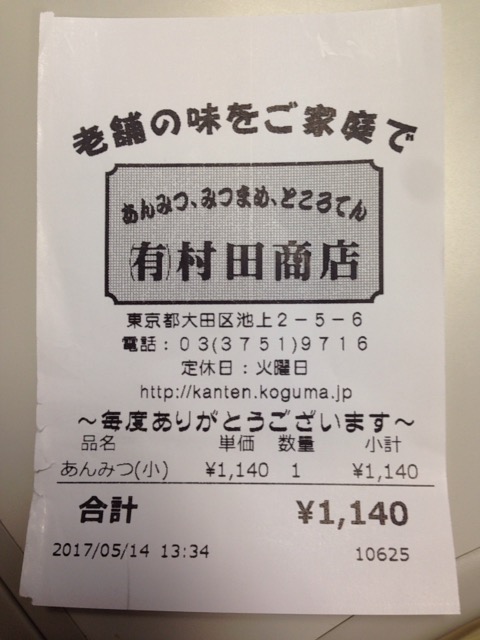 老舗の味をご家庭で
あんみつ、みつまめ、ところてん
㈲村田商店
東京都大田区池上2-5-6
電話：03(3751)9716
定休日：火曜日
http://kanten.koguma.jp
～毎度ありがとうございます～
品名 単価 数量 小計
あんみつ(小) ¥1,140 1 ¥1,140
合計 ¥1,140
2017/05/14 13:34 10625